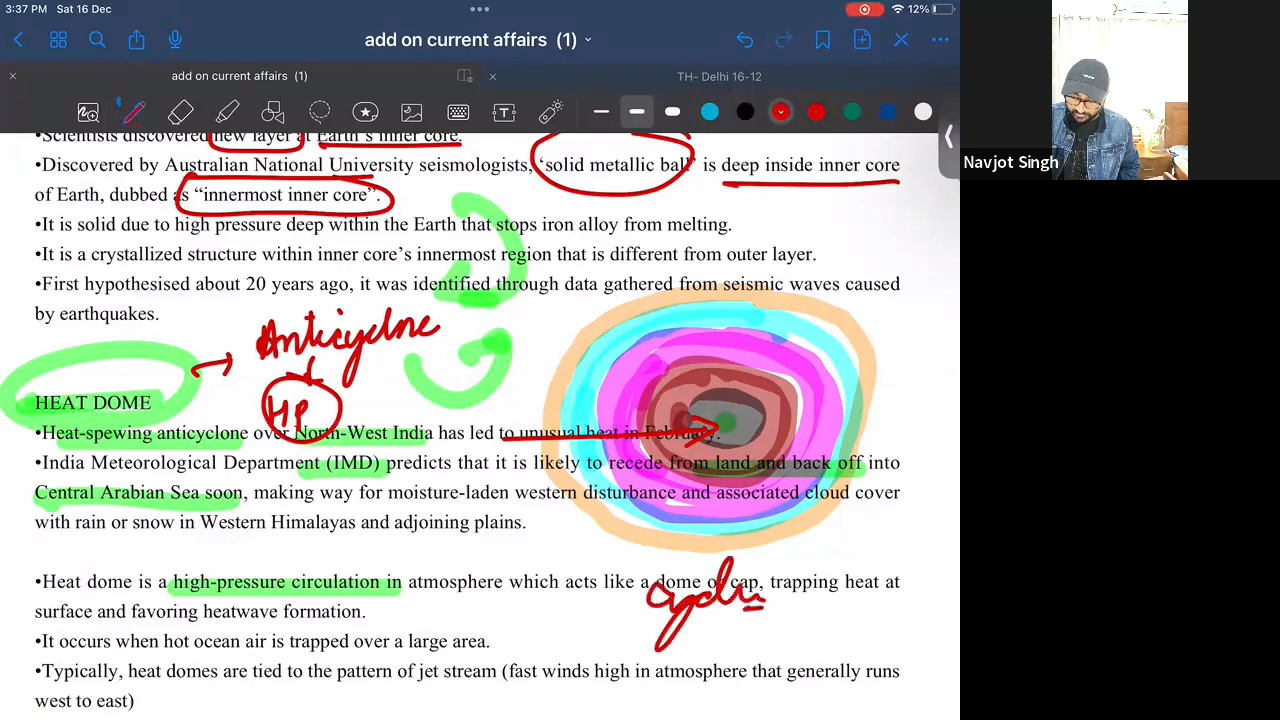 3:37 PM Sat 16 Dec
12%
add on current affairs (1)
add on current affairs (1)
TH- Delhi 16-12
•Scientists discovered new layer at Earth's inner core.
•Discovered by Australian National University seismologists, ‘solid metallic ball’ is deep inside inner core
of Earth, dubbed as “innermost inner core”.
•It is solid due to high pressure deep within the Earth that stops iron alloy from melting.
•It is a crystallized structure within inner core’s innermost region that is different from outer layer.
•First hypothesised about 20 years ago, it was identified through data gathered from seismic waves caused
by earthquakes.
Anticyclone
HP
HEAT DOME
•Heat-spewing anticyclone over North-West India has led to unusual heat in February.
•India Meteorological Department (IMD) predicts that it is likely to recede from land and back off into
Central Arabian Sea soon, making way for moisture-laden western disturbance and associated cloud cover
with rain or snow in Western Himalayas and adjoining plains.
•Heat dome is a high-pressure circulation in atmosphere which acts like a dome or cap, trapping heat at
surface and favoring heatwave formation.
•It occurs when hot ocean air is trapped over a large area.
•Typically, heat domes are tied to the pattern of jet stream (fast winds high in atmosphere that generally runs
west to east)
Navjot Singh